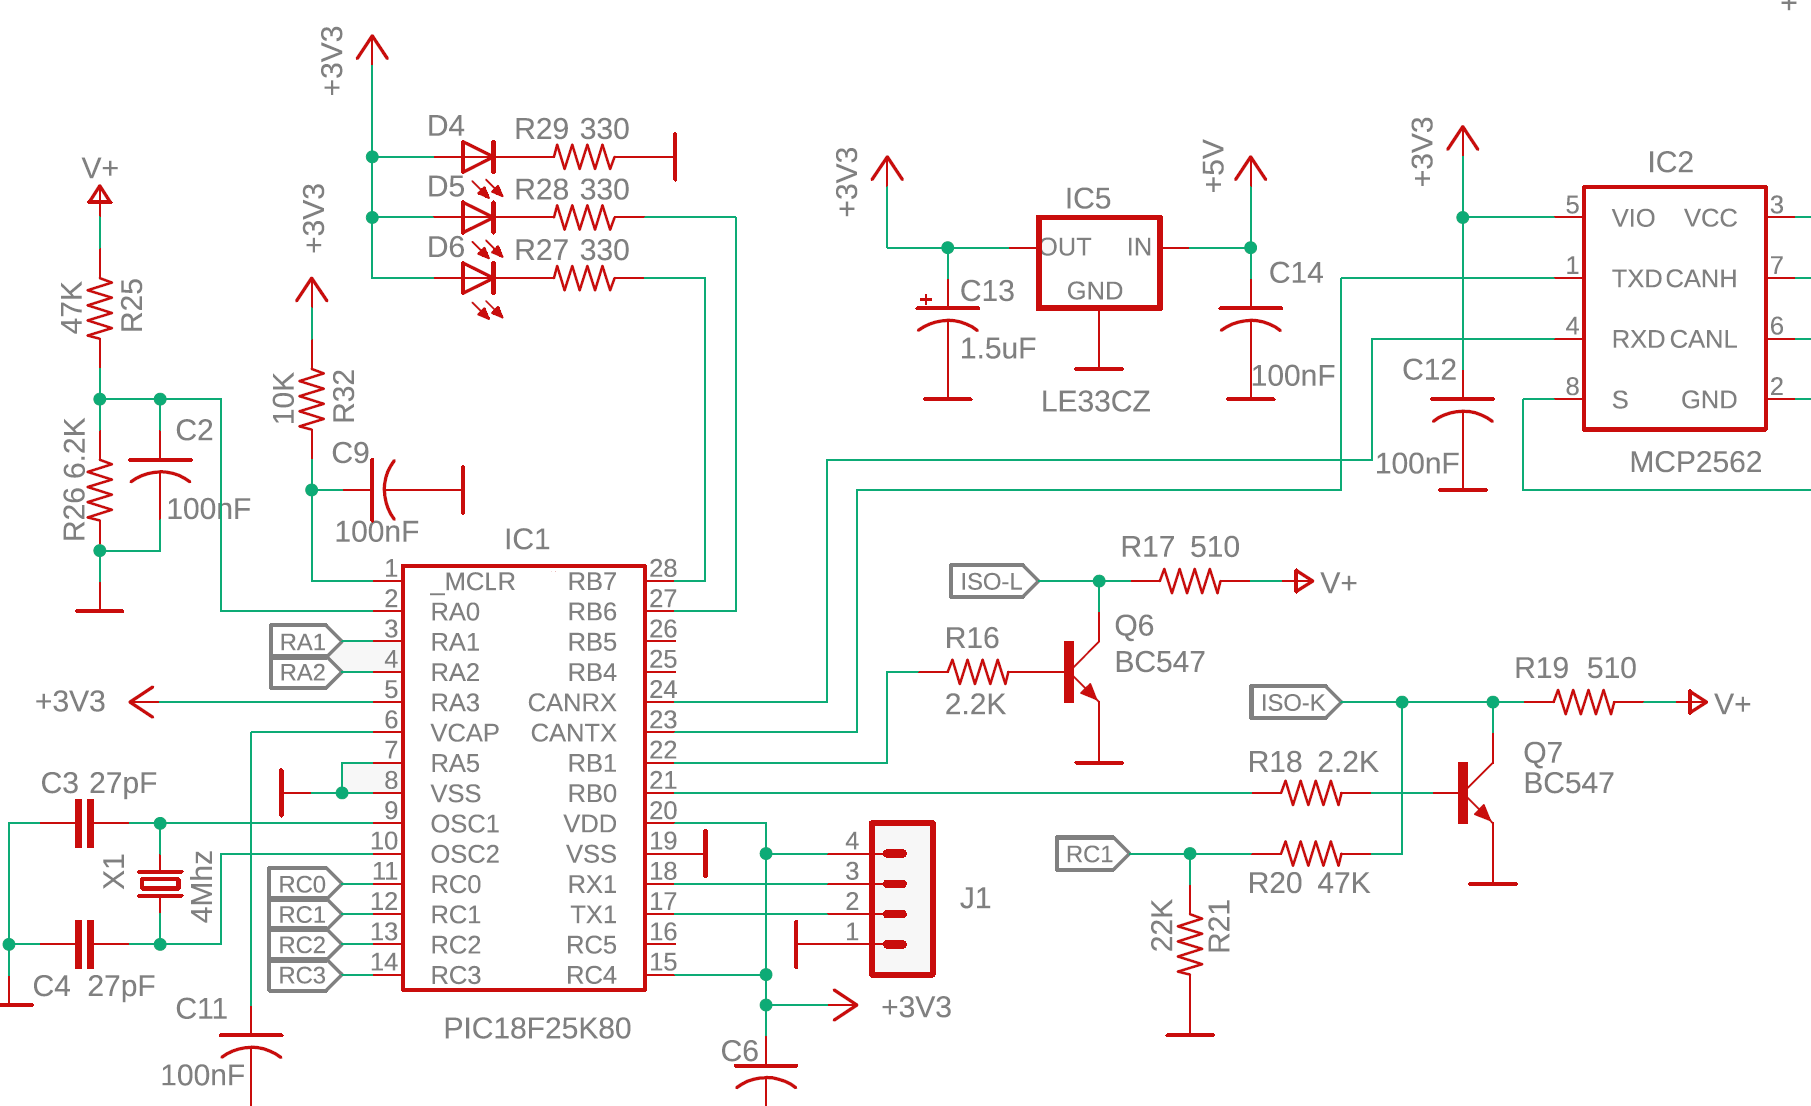 +
+3V3
D4
R29 330
V+
D5
R28 330
+3V3
D6
R27 330
47K
R25
10K
R32
R26 6.2K
C2
100nF
C9
100nF
+3V3
+5V
IC5
OUT
IN
GND
C13
1.5uF
C14
100nF
LE33CZ
+3V3
IC2
5
VIO
VCC
3
1
TXD
CANH
7
4
RXD
CANL
6
8
S
GND
2
C12
100nF
MCP2562
IC1
1
_MCLR
RB7
28
2
RA0
RB6
27
RA1
3
RA1
RB5
26
RA2
4
RA2
RB4
25
+3V3
5
RA3
CANRX
24
6
VCAP
CANTX
23
7
RA5
RB1
22
8
VSS
RB0
21
9
OSC1
VDD
20
10
OSC2
VSS
19
RC0
11
RC0
RX1
18
RC1
12
RC1
TX1
17
RC2
13
RC2
RC5
16
RC3
14
RC3
RC4
15
PIC18F25K80
C3 27pF
X1
4Mhz
C4 27pF
C11
100nF
4
3
2
1
J1
+3V3
C6
ISO-L
R17 510
V+
R16
2.2K
Q6
BC547
ISO-K
R19 510
V+
R18 2.2K
Q7
BC547
RC1
R20 47K
22K
R21